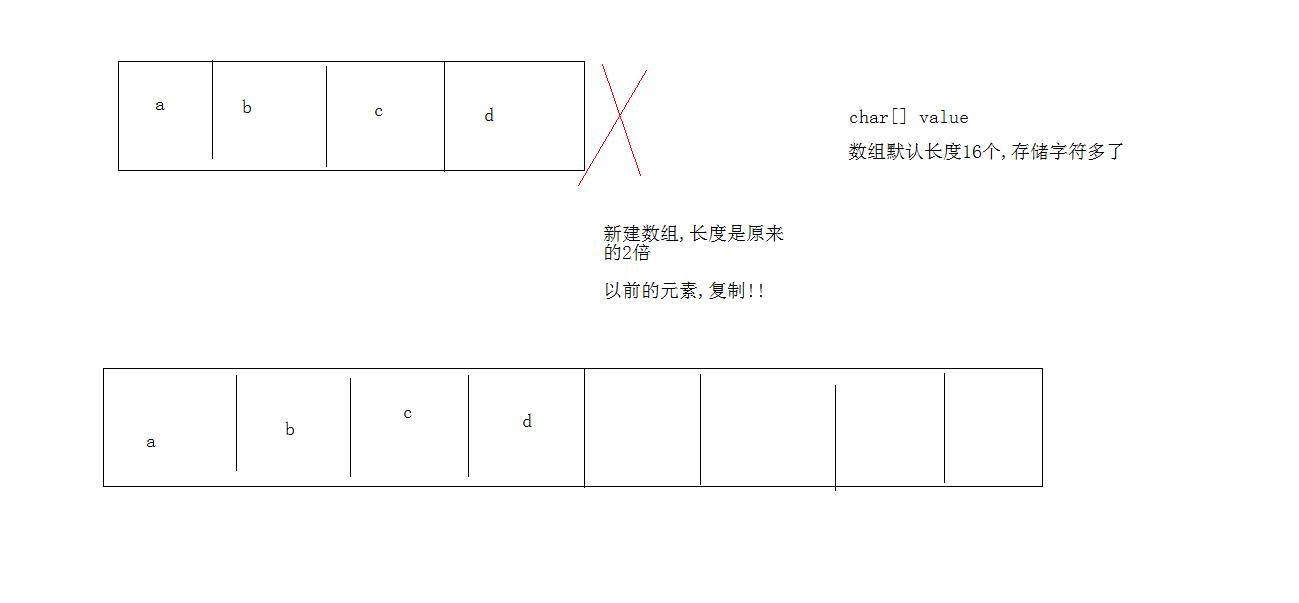 a b c d
char[] value
数组默认长度16个,存储字符多了
新建数组,长度是原来
的2倍
以前的元素,复制!!
a b c d